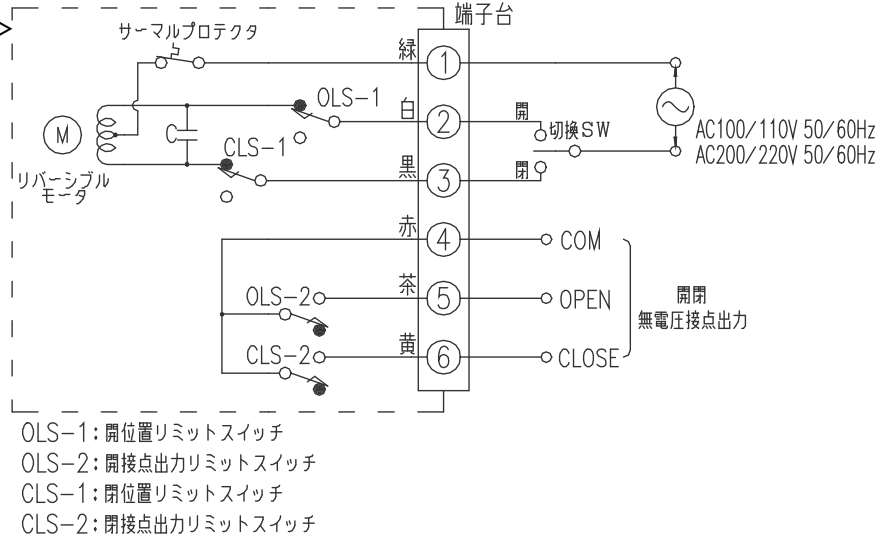 端子台
サーマルプロテクタ
緑
1
OLS-1
白
2
開
切換SW
AC100/110V 50/60Hz
AC200/220V 50/60Hz
M
C
CLS-1
黒
3
閉
リバーシブル
モータ
赤
4
COM
茶
OLS-2
5
OPEN
開閉
無電圧接点出力
黄
CLS-2
6
CLOSE
OLS-1：開位置リミットスイッチ
OLS-2：開接点出力リミットスイッチ
CLS-1：閉位置リミットスイッチ
CLS-2：閉接点出力リミットスイッチ